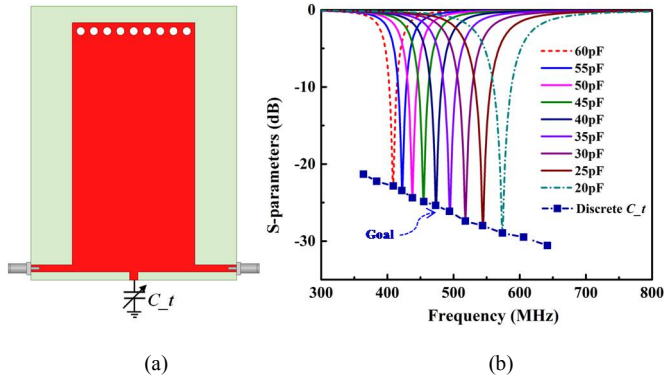 C_t
(a)
S-parameters (dB)
0
-10
-20
-30
300
400
500
600
700
800
Frequency (MHz)
60pF
55pF
50pF
45pF
40pF
35pF
30pF
25pF
20pF
Discrete C_t
Goal
(b)